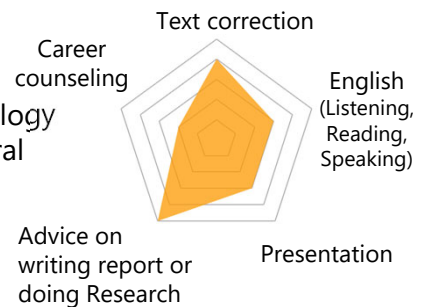 Text correction
Career
counseling
English
(Listening,
Reading,
Speaking)
Advice on
writing report or
doing Research
Presentation